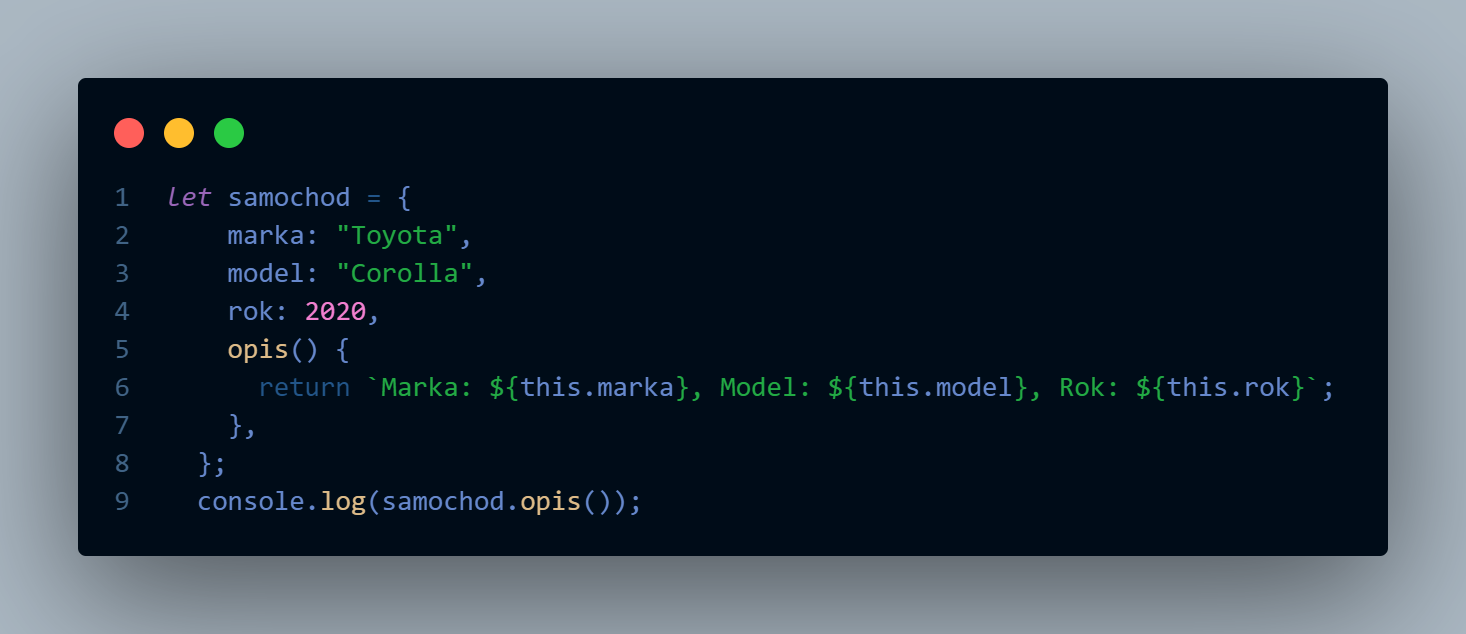 1 let samochod = {
2 marka: "Toyota",
3 model: "Corolla",
4 rok: 2020,
5 opis() {
6 return `Marka: ${this.marka}, Model: ${this.model}, Rok: ${this.rok}`;
7 },
8 };
9 console.log(samochod.opis());